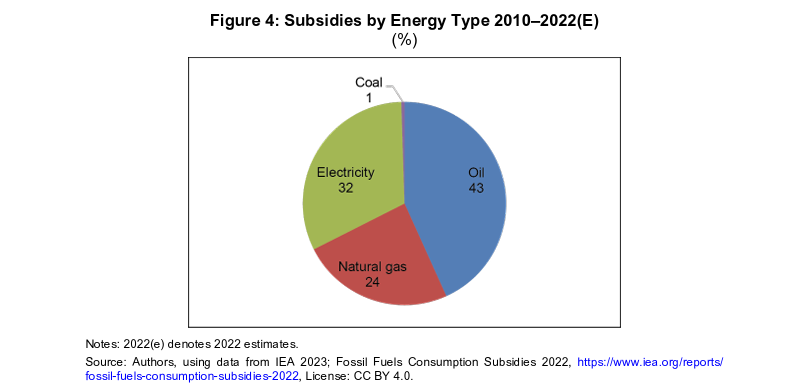 Figure 4: Subsidies by Energy Type 2010–2022(E)
(%)
Coal
1
Electricity
32
Oil
43
Natural gas
24
Notes: 2022(e) denotes 2022 estimates.
Source: Authors, using data from IEA 2023; Fossil Fuels Consumption Subsidies 2022, https://www.iea.org/reports/
fossil-fuels-consumption-subsidies-2022, License: CC BY 4.0.